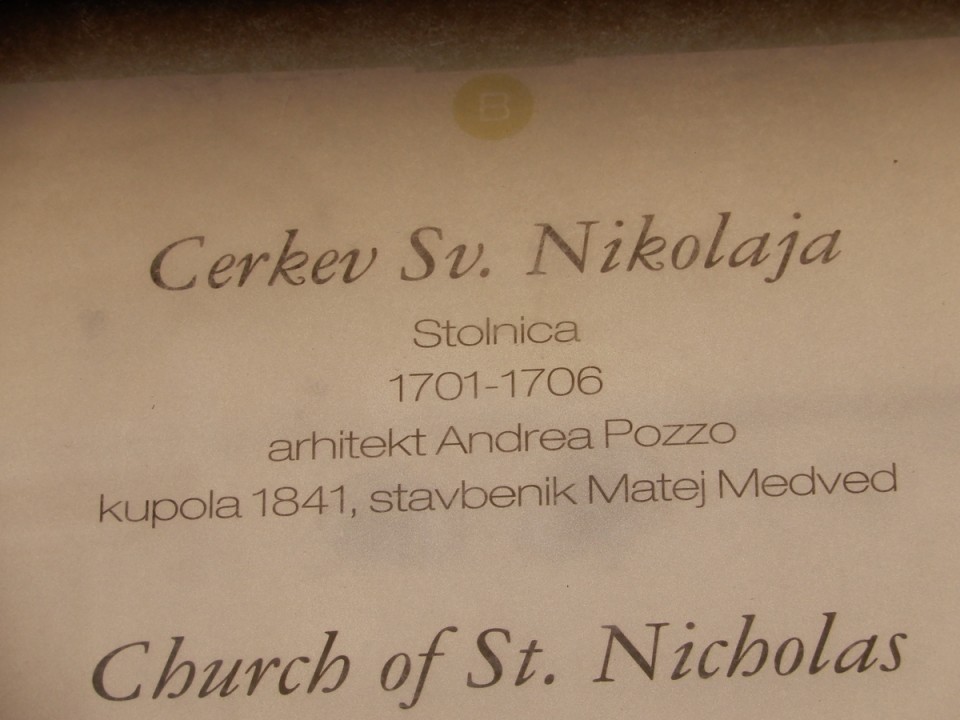 B
Cerkev Sv. Nikolaja
Stolnica
1701-1706
arhitekt Andrea Pozzo
kupola 1841, stavbenik Matej Medved
Church of St. Nicholas